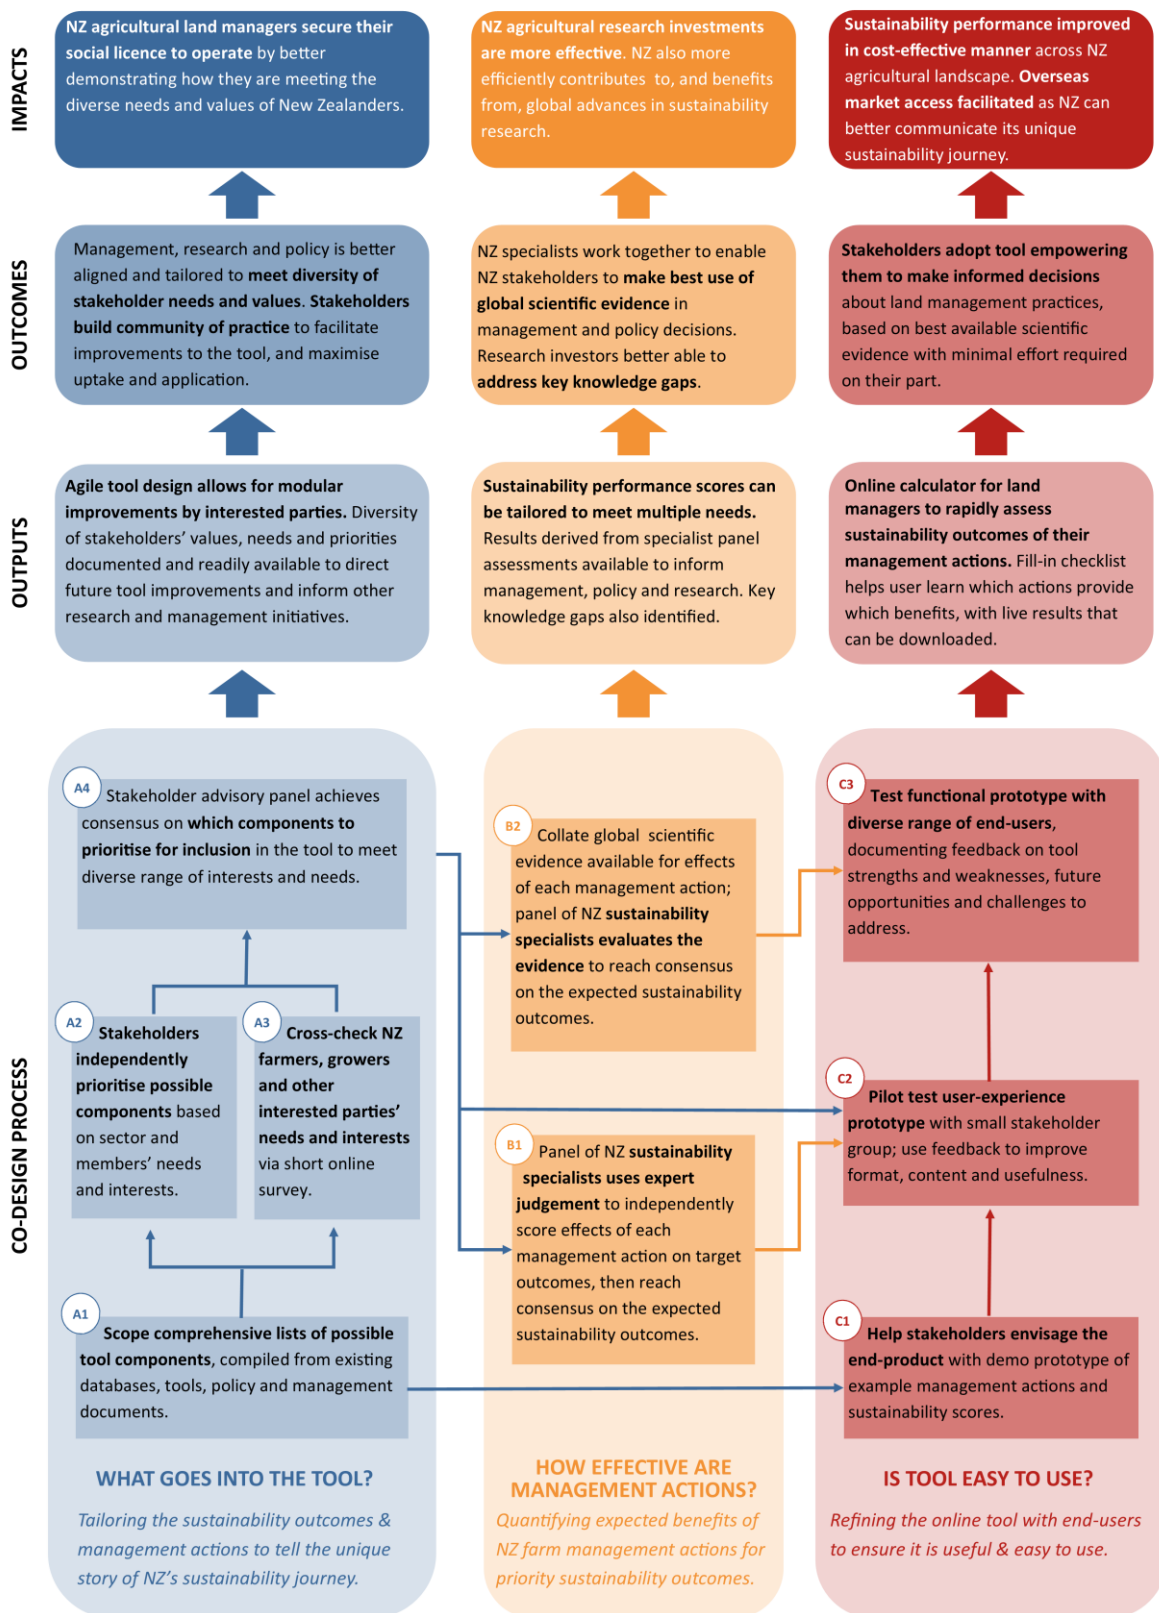 IMPACTS
NZ agricultural land managers secure their
social licence to operate by better
demonstrating how they are meeting the
diverse needs and values of New Zealanders.
NZ agricultural research investments
are more effective. NZ also more
efficiently contributes to, and benefits
from, global advances in sustainability
research.
Sustainability performance improved
in cost-effective manner across NZ
agricultural landscape. Overseas
market access facilitated as NZ can
better communicate its unique
sustainability journey.
OUTCOMES
Management, research and policy is better
aligned and tailored to meet diversity of
stakeholder needs and values. Stakeholders
build community of practice to facilitate
improvements to the tool, and maximise
uptake and application.
NZ specialists work together to enable
NZ stakeholders to make best use of
global scientific evidence in
management and policy decisions.
Research investors better able to
address key knowledge gaps.
Stakeholders adopt tool empowering
them to make informed decisions
about land management practices,
based on best available scientific
evidence with minimal effort required
on their part.
OUTPUTS
Agile tool design allows for modular
improvements by interested parties. Diversity
of stakeholders' values, needs and priorities
documented and readily available to direct
future tool improvements and inform other
research and management initiatives.
Sustainability performance scores can
be tailored to meet multiple needs.
Results derived from specialist panel
assessments available to inform
management, policy and research. Key
knowledge gaps also identified.
Online calculator for land
managers to rapidly assess
sustainability outcomes of their
management actions. Fill-in checklist
helps user learn which actions provide
which benefits, with live results that
can be downloaded.
CO-DESIGN PROCESS
A4
Stakeholder advisory panel achieves
consensus on which components to
prioritise for inclusion in the tool to meet
diverse range of interests and needs.
A2
Stakeholders
independently
prioritise possible
components based
on sector and
members' needs
and interests.
A3
Cross-check NZ
farmers, growers
and other
interested parties'
needs and interests
via short online
survey.
A1
Scope comprehensive lists of possible
tool components, compiled from existing
databases, tools, policy and management
documents.
WHAT GOES INTO THE TOOL?
Tailoring the sustainability outcomes &
management actions to tell the unique
story of NZ's sustainability journey.
B2
Collate global scientific
evidence available for effects
of each management action;
panel of NZ sustainability
specialists evaluates the
evidence to reach consensus
on the expected sustainability
outcomes.
B1
Panel of NZ sustainability
specialists uses expert
judgement to independently
score effects of each
management action on target
outcomes, then reach
consensus on the expected
sustainability outcomes.
HOW EFFECTIVE ARE
MANAGEMENT ACTIONS?
Quantifying expected benefits of
NZ farm management actions for
priority sustainability outcomes.
C3
Test functional prototype with
diverse range of end-users,
documenting feedback on tool
strengths and weaknesses, future
opportunities and challenges to
address.
C2
Pilot test user-experience
prototype with small stakeholder
group; use feedback to improve
format, content and usefulness.
C1
Help stakeholders envisage the
end-product with demo prototype of
example management actions and
sustainability scores.
IS TOOL EASY TO USE?
Refining the online tool with end-users
to ensure it is useful & easy to use.